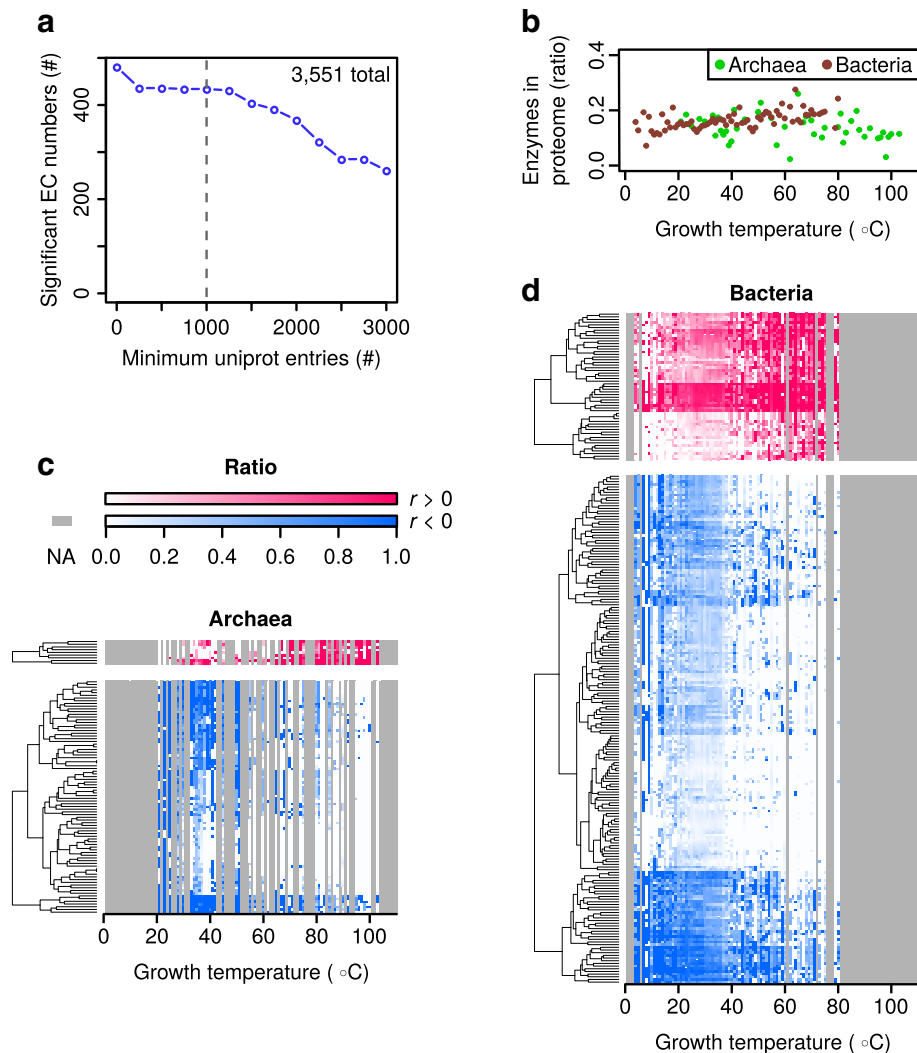 a
3,551 total
Significant EC numbers (#)
0
200
400
0
1000
2000
3000
Minimum uniprot entries (#)
b
Archaea
Bacteria
Enzymes in
proteome (ratio)
0.0
0.2
0.4
0
20
40
60
80
100
Growth temperature ( °C)
c
Ratio
r > 0
r < 0
NA
0.0
0.2
0.4
0.6
0.8
1.0
Archaea
0
20
40
60
80
100
Growth temperature ( °C)
d
Bacteria
0
20
40
60
80
100
Growth temperature ( °C)